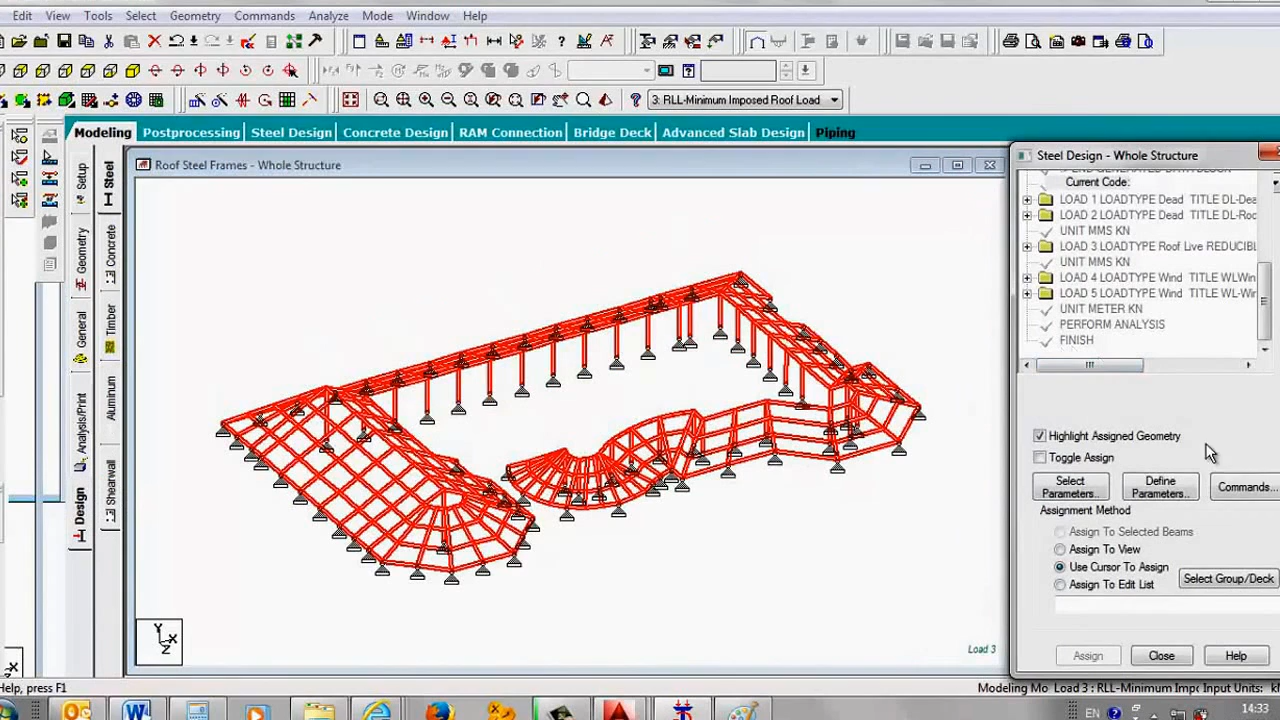 Edit View Tools Select Geometry Commands Analyze Mode Window Help
3: RLL-Minimum Imposed Roof Load
Modeling Postprocessing Steel Design Concrete Design RAM Connection Bridge Deck Advanced Slab Design Piping
Roof Steel Frames - Whole Structure
Setup
Geometry
General
Analysis/Print
Design
Steel
Concrete
Timber
Aluminum
Shearwall
Y
X
Z
Load 3
Steel Design - Whole Structure
Current Code:
LOAD 1 LOADTYPE Dead TITLE DL-Dea
LOAD 2 LOADTYPE Dead TITLE DL-Roo
UNIT MMS KN
LOAD 3 LOADTYPE Roof Live REDUCIBL
UNIT MMS KN
LOAD 4 LOADTYPE Wind TITLE WLWin
LOAD 5 LOADTYPE Wind TITLE WL-Wir
UNIT METER KN
PERFORM ANALYSIS
FINISH
Highlight Assigned Geometry
Toggle Assign
Select Parameters..
Define Parameters..
Commands...
Assignment Method
Assign To Selected Beams
Assign To View
Use Cursor To Assign
Assign To Edit List
Select Group/Deck
Assign Close Help
Help, press F1
Modeling Mo Load 3 : RLL-Minimum Impo Input Units:
EN
14:33